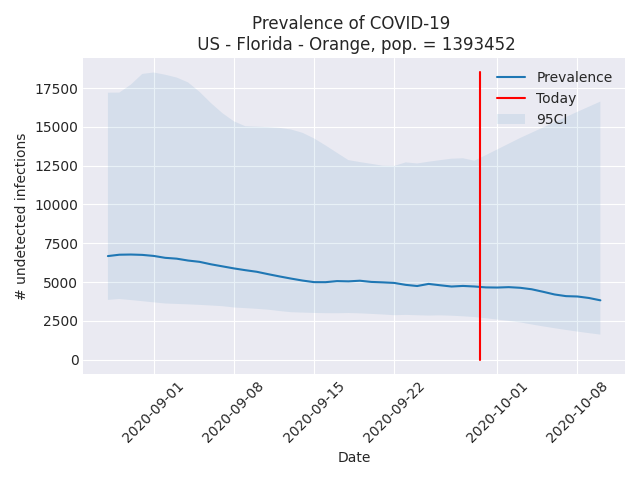 Prevalence of COVID-19
US - Florida - Orange, pop. = 1393452
Prevalence
Today
95CI
# undetected infections
17500
15000
12500
10000
7500
5000
2500
0
2020-09-01
2020-09-08
2020-09-15
2020-09-22
2020-10-01
2020-10-08
Date